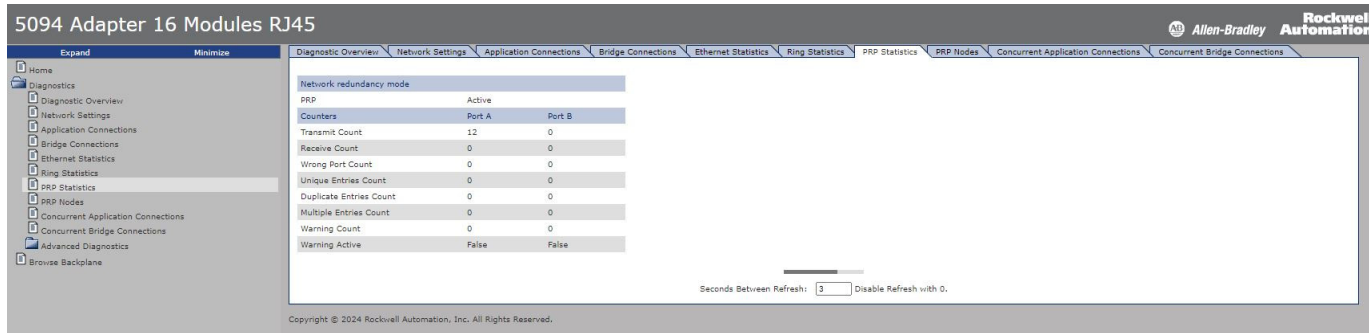 5094 Adapter 16 Modules RJ45
AB Allen-Bradley Rockwell Automation
Expand Minimize
Home
Diagnostics
Diagnostic Overview
Network Settings
Application Connections
Bridge Connections
Ethernet Statistics
Ring Statistics
PRP Statistics
PRP Nodes
Concurrent Application Connections
Concurrent Bridge Connections
Advanced Diagnostics
Browse Backplane
Diagnostic Overview Network Settings Application Connections Bridge Connections Ethernet Statistics Ring Statistics PRP Statistics PRP Nodes Concurrent Application Connections Concurrent Bridge Connections
Network redundancy mode
PRP Active
Counters Port A Port B
Transmit Count 12 0
Receive Count 0 0
Wrong Port Count 0 0
Unique Entries Count 0 0
Duplicate Entries Count 0 0
Multiple Entries Count 0 0
Warning Count 0 0
Warning Active False False
Seconds Between Refresh: 3 Disable Refresh with 0.
Copyright © 2024 Rockwell Automation, Inc. All Rights Reserved.